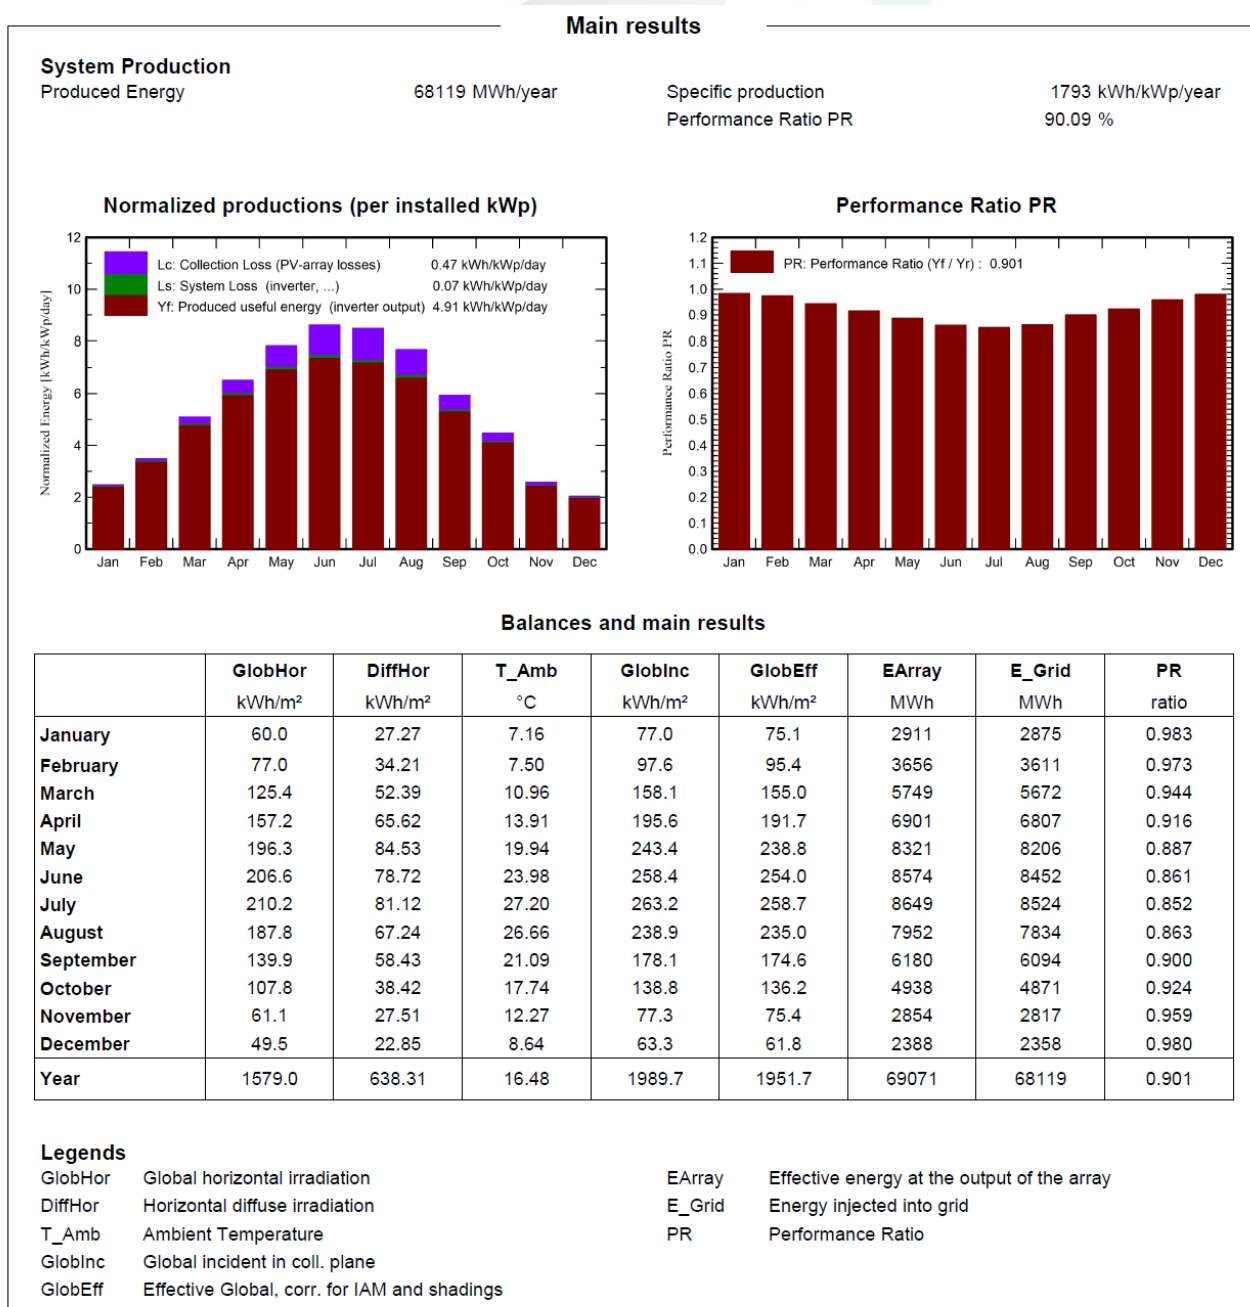 Main results
System Production
Produced Energy 68119 MWh/year Specific production 1793 kWh/kWp/year
Performance Ratio PR 90.09 %
Normalized productions (per installed kWp)
Normalized Energy [kWh/kWp/day]
12
10
8
6
4
2
0
Lc: Collection Loss (PV-array losses) 0.47 kWh/kWp/day
Ls: System Loss (inverter, ...) 0.07 kWh/kWp/day
Yf: Produced useful energy (inverter output) 4.91 kWh/kWp/day
Jan Feb Mar Apr May Jun Jul Aug Sep Oct Nov Dec
Performance Ratio PR
Performance Ratio PR
1.2
1.1
1.0
0.9
0.8
0.7
0.6
0.5
0.4
0.3
0.2
0.1
0.0
PR: Performance Ratio (Yf / Yr) : 0.901
Jan Feb Mar Apr May Jun Jul Aug Sep Oct Nov Dec
Balances and main results
GlobHor DiffHor T_Amb GlobInc GlobEff EArray E_Grid PR
kWh/m² kWh/m² °C kWh/m² kWh/m² MWh MWh ratio
January 60.0 27.27 7.16 77.0 75.1 2911 2875 0.983
February 77.0 34.21 7.50 97.6 95.4 3656 3611 0.973
March 125.4 52.39 10.96 158.1 155.0 5749 5672 0.944
April 157.2 65.62 13.91 195.6 191.7 6901 6807 0.916
May 196.3 84.53 19.94 243.4 238.8 8321 8206 0.887
June 206.6 78.72 23.98 258.4 254.0 8574 8452 0.861
July 210.2 81.12 27.20 263.2 258.7 8649 8524 0.852
August 187.8 67.24 26.66 238.9 235.0 7952 7834 0.863
September 139.9 58.43 21.09 178.1 174.6 6180 6094 0.900
October 107.8 38.42 17.74 138.8 136.2 4938 4871 0.924
November 61.1 27.51 12.27 77.3 75.4 2854 2817 0.959
December 49.5 22.85 8.64 63.3 61.8 2388 2358 0.980
Year 1579.0 638.31 16.48 1989.7 1951.7 69071 68119 0.901
Legends
GlobHor Global horizontal irradiation
DiffHor Horizontal diffuse irradiation
T_Amb Ambient Temperature
GlobInc Global incident in coll. plane
GlobEff Effective Global, corr. for IAM and shadings
EArray Effective energy at the output of the array
E_Grid Energy injected into grid
PR Performance Ratio